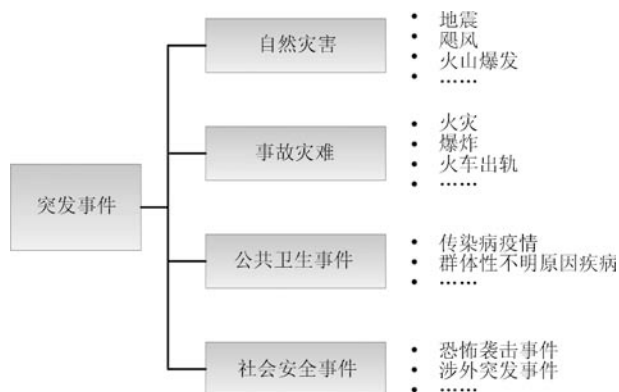 自然灾害
• 地震
• 飓风
• 火山爆发
• ……
事故灾难
• 火灾
• 爆炸
• 火车出轨
• ……
突发事件
公共卫生事件
• 传染病疫情
• 群体性不明原因疾病
• ……
社会安全事件
• 恐怖袭击事件
• 涉外突发事件
• ……